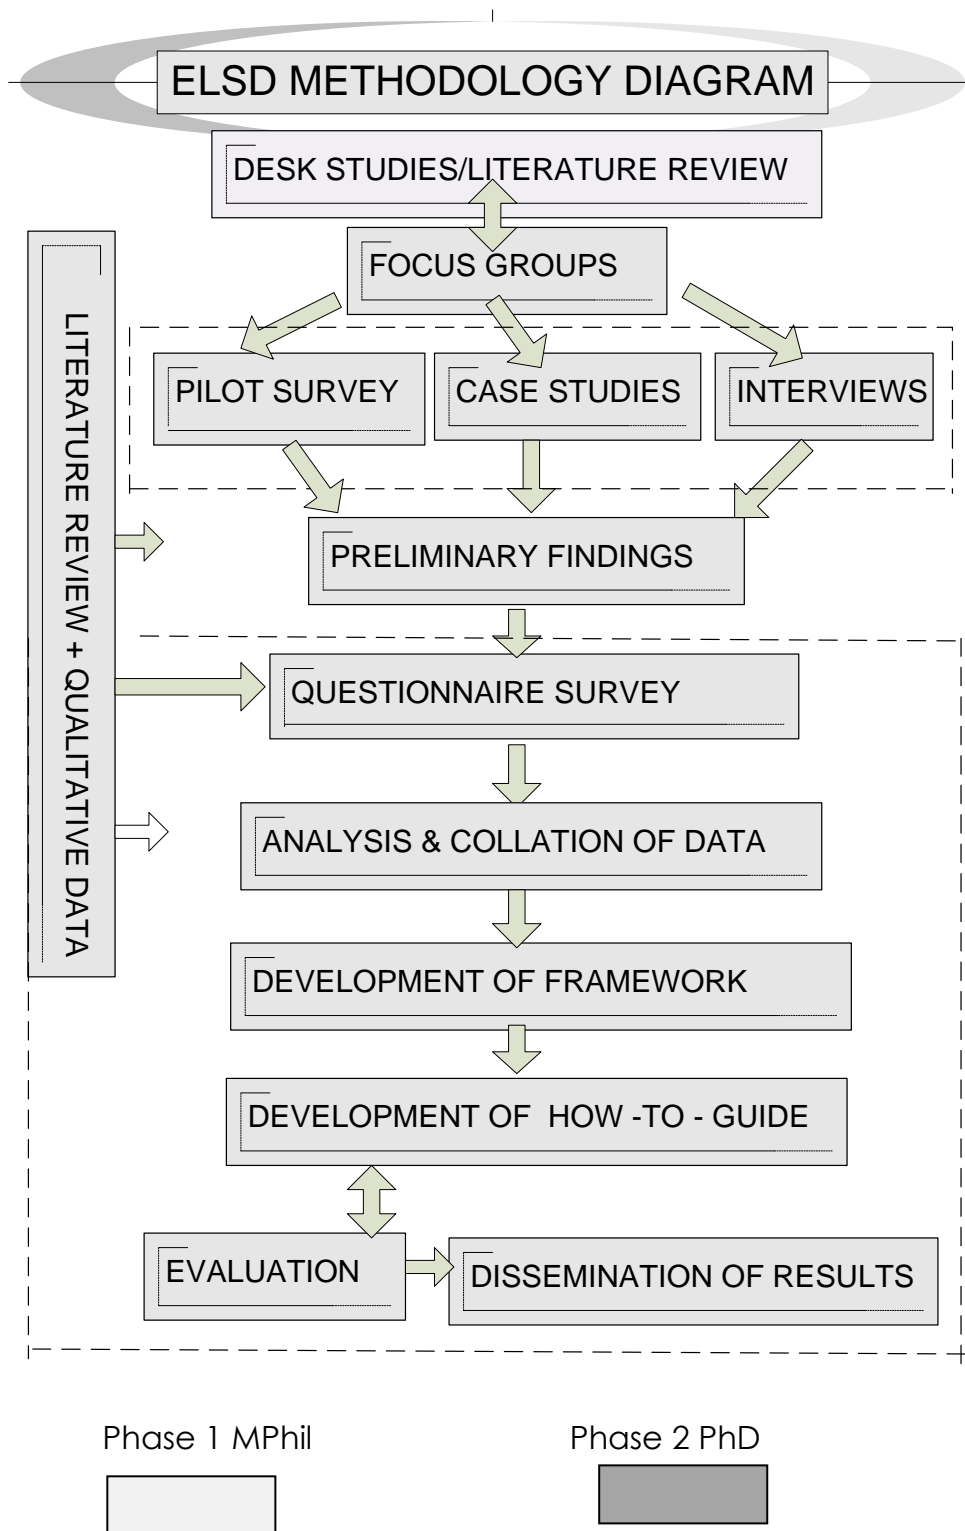 ELSD METHODOLOGY DIAGRAM
DESK STUDIES/LITERATURE REVIEW
FOCUS GROUPS
LITERATURE REVIEW + QUALITATIVE DATA
PILOT SURVEY
CASE STUDIES
INTERVIEWS
PRELIMINARY FINDINGS
QUESTIONNAIRE SURVEY
ANALYSIS & COLLATION OF DATA
DEVELOPMENT OF FRAMEWORK
DEVELOPMENT OF  HOW -TO - GUIDE
EVALUATION
DISSEMINATION OF RESULTS
Phase 1 MPhil
Phase 2 PhD